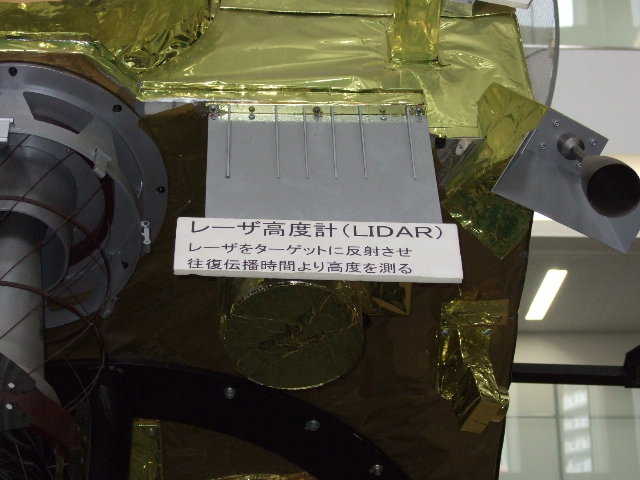 レーザ高度計(LIDAR)
レーザをターゲットに反射させ
往復伝播時間より高度を測る